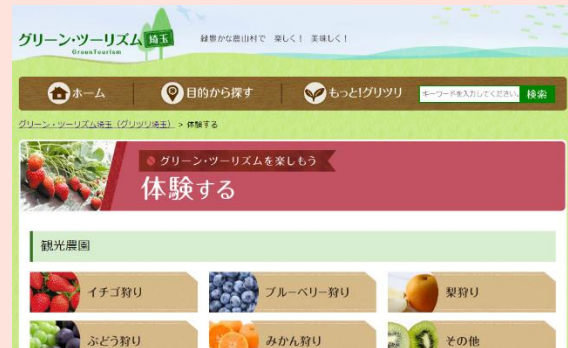 グリーン・ツーリズム 埼玉
GreenTourism
緑豊かな農山村で 楽しく！ 美味しく！
ホーム
目的から探す
もっと!グリツリ
キーワードを入力してください。
検索
グリーン・ツーリズム埼玉（グリツリ埼玉） > 体験する
グリーン・ツーリズムを楽しもう
体験する
観光農園
イチゴ狩り
ブルーベリー狩り
梨狩り
ぶどう狩り
みかん狩り
その他